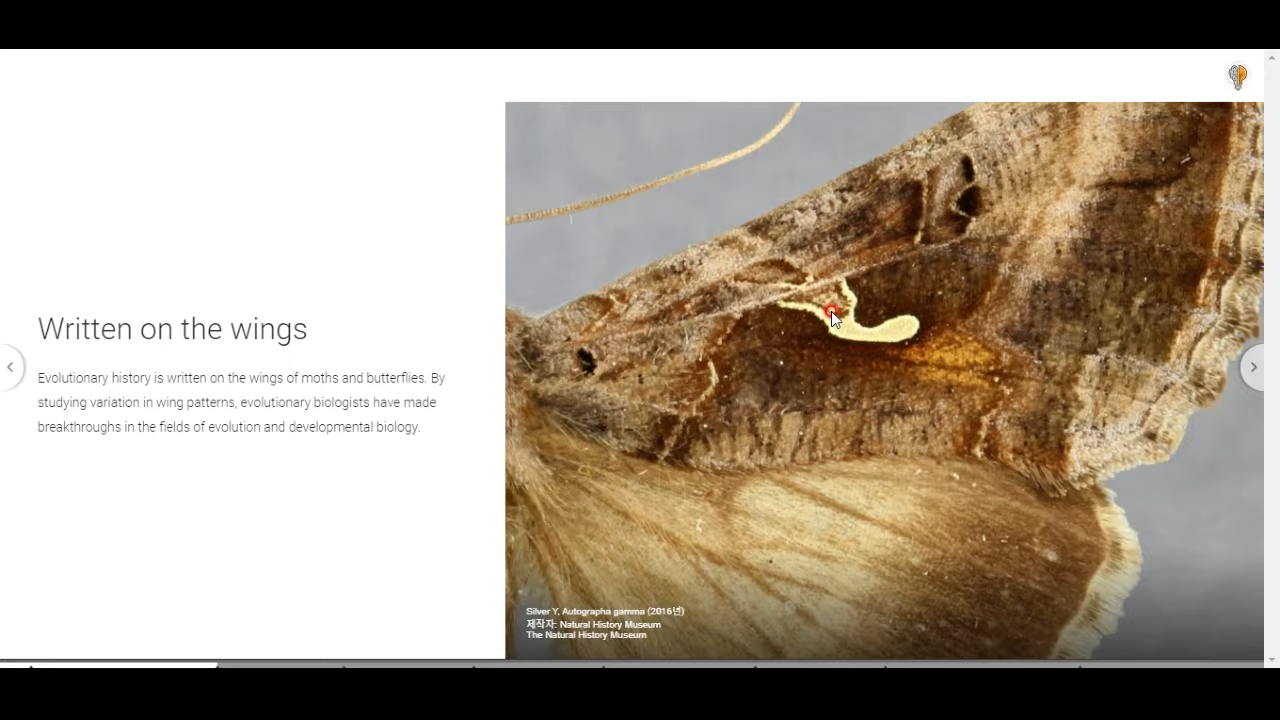 Written on the wings
Evolutionary history is written on the wings of moths and butterflies. By
studying variation in wing patterns, evolutionary biologists have made
breakthroughs in the fields of evolution and developmental biology.
Silver Y, Autographa gamma (2016년)
제작자: Natural History Museum
The Natural History Museum